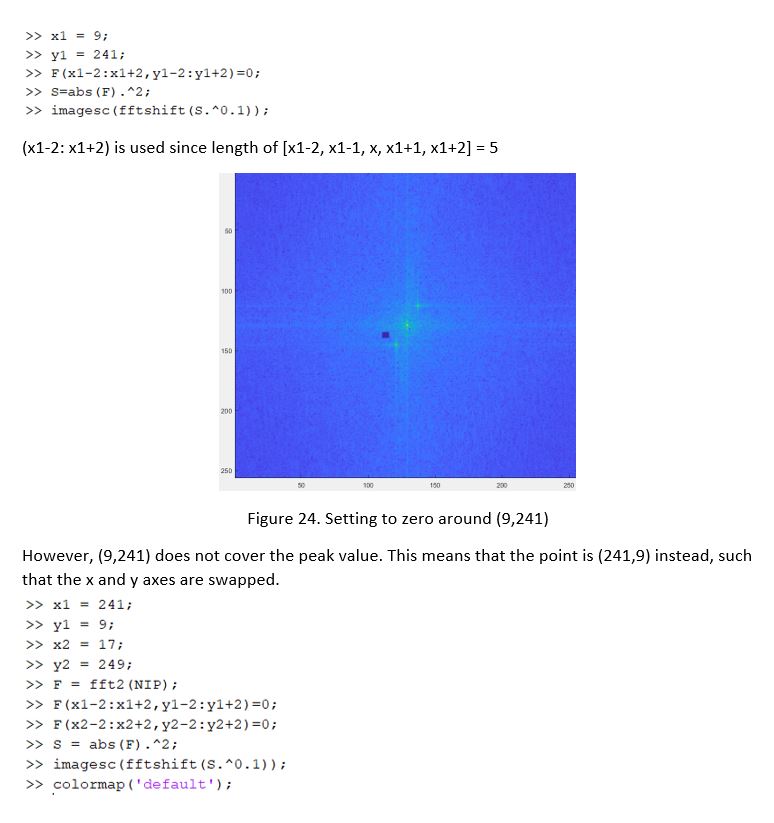 >> x1 = 9;
>> y1 = 241;
>> F(x1-2:x1+2,y1-2:y1+2)=0;
>> S=abs(F).^2;
>> imagesc(fftshift(S.^0.1));
(x1-2: x1+2) is used since length of [x1-2, x1-1, x, x1+1, x1+2] = 5
50
100
150
200
250
50 100 150 200 250
Figure 24. Setting to zero around (9,241)
However, (9,241) does not cover the peak value. This means that the point is (241,9) instead, such
that the x and y axes are swapped.
>> x1 = 241;
>> y1 = 9;
>> x2 = 17;
>> y2 = 249;
>> F = fft2(NIP);
>> F(x1-2:x1+2,y1-2:y1+2)=0;
>> F(x2-2:x2+2,y2-2:y2+2)=0;
>> S = abs(F).^2;
>> imagesc(fftshift(S.^0.1));
>> colormap('default');